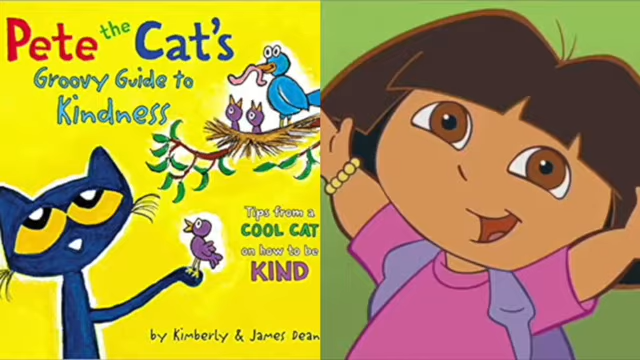 Pete the Cat's
Groovy Guide to
Kindness
Tips from a
COOL CAT
on how to be
KIND
by Kimberly & James Dean